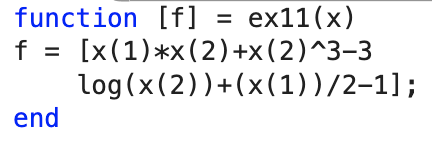 function [f] = ex11(x)
f = [x(1)*x(2)+x(2)^3-3
log(x(2))+(x(1))/2-1];
end